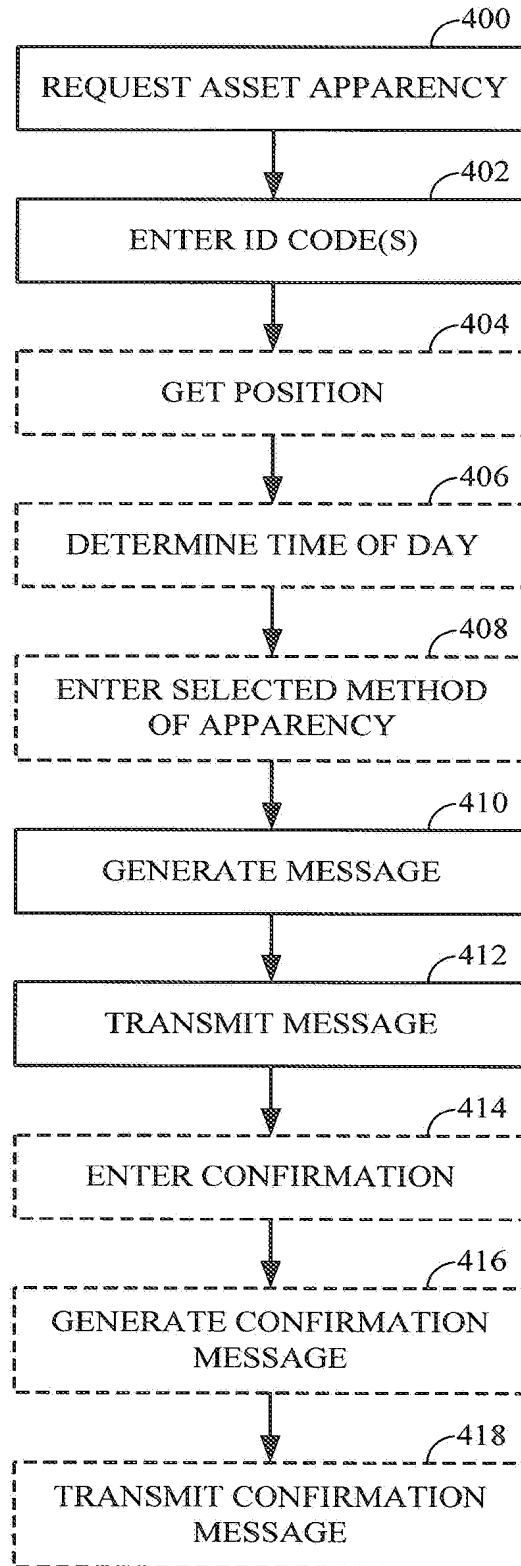 400
REQUEST ASSET APPARENCY
402
ENTER ID CODE(S)
404
GET POSITION
406
DETERMINE TIME OF DAY
408
ENTER SELECTED METHOD
OF APPARENCY
410
GENERATE MESSAGE
412
TRANSMIT MESSAGE
414
ENTER CONFIRMATION
416
GENERATE CONFIRMATION
MESSAGE
418
TRANSMIT CONFIRMATION
MESSAGE